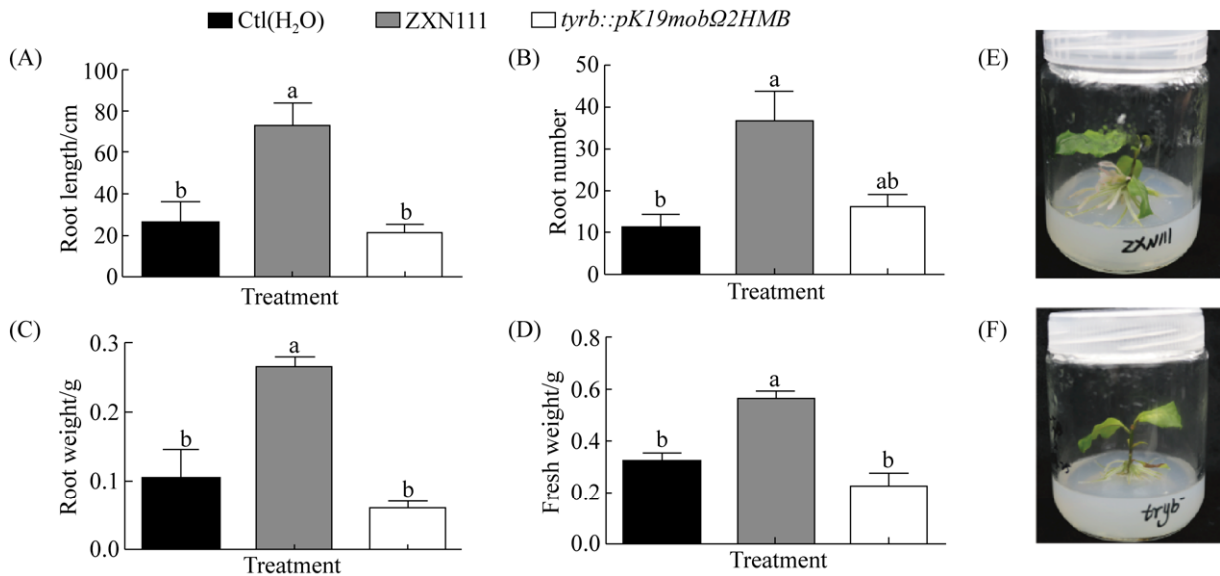 Ctl(H₂O) ZXN111 tyrb::pK19mobΩ2HMB
(A)
Root length/cm
100
80
60
40
20
0
b
a
b
Treatment
(B)
Root number
50
40
30
20
10
0
b
a
ab
Treatment
(E)
ZXN111
(C)
Root weight/g
0.3
0.2
0.1
0.0
b
a
b
Treatment
(D)
Fresh weight/g
0.8
0.6
0.4
0.2
0.0
b
a
b
Treatment
(F)
tryb⁻